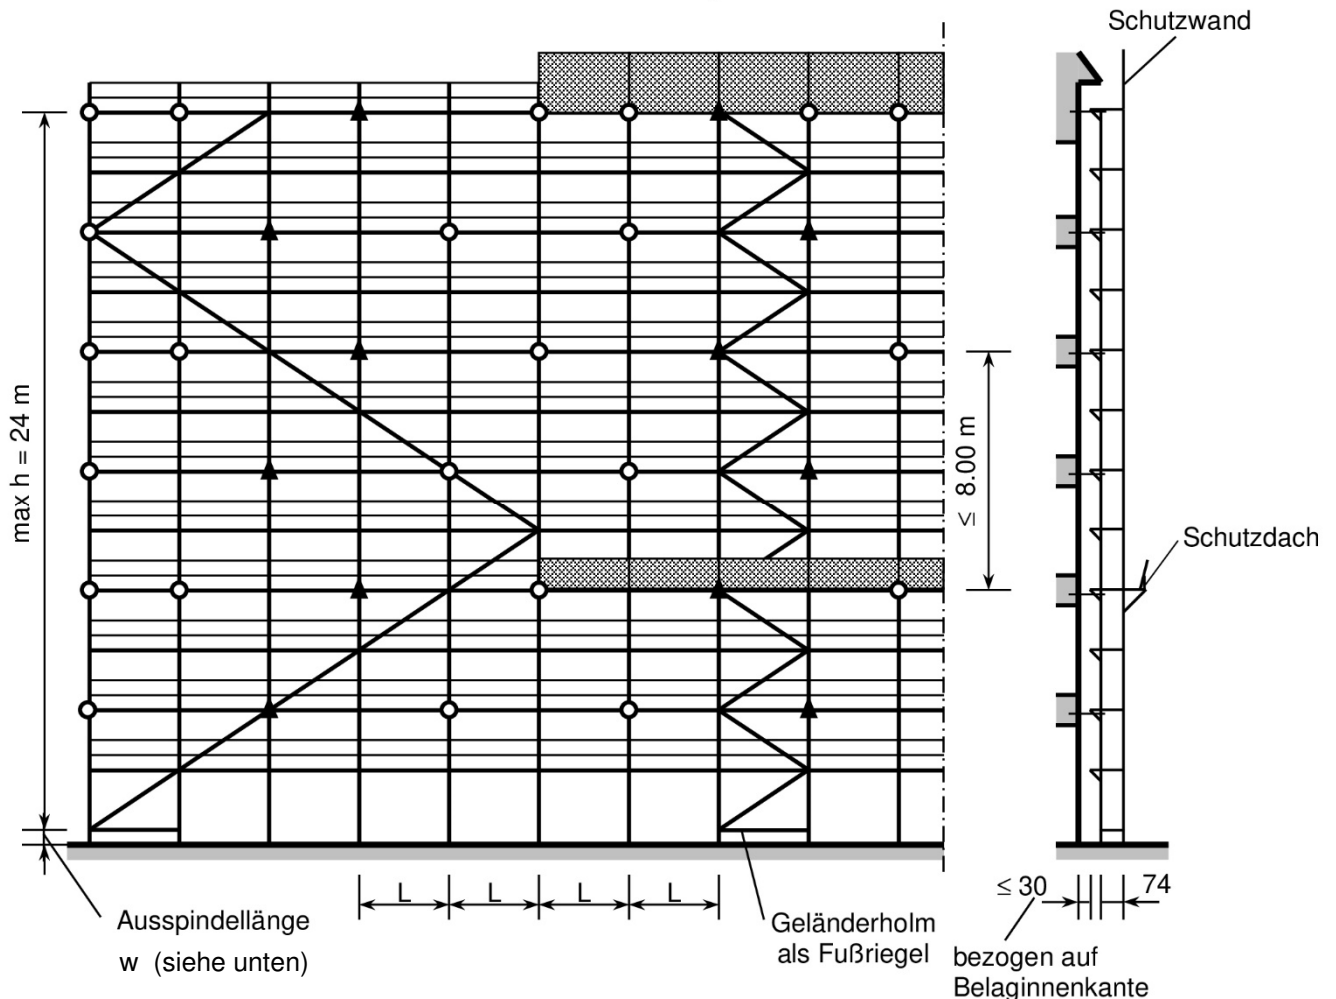 Schutzwand
max h = 24 m
≤ 8.00 m
Schutzdach
L L L L
≤ 30 74
Ausspindellänge
w (siehe unten)
Geländerholm
als Fußriegel
bezogen auf
Belaginnenkante